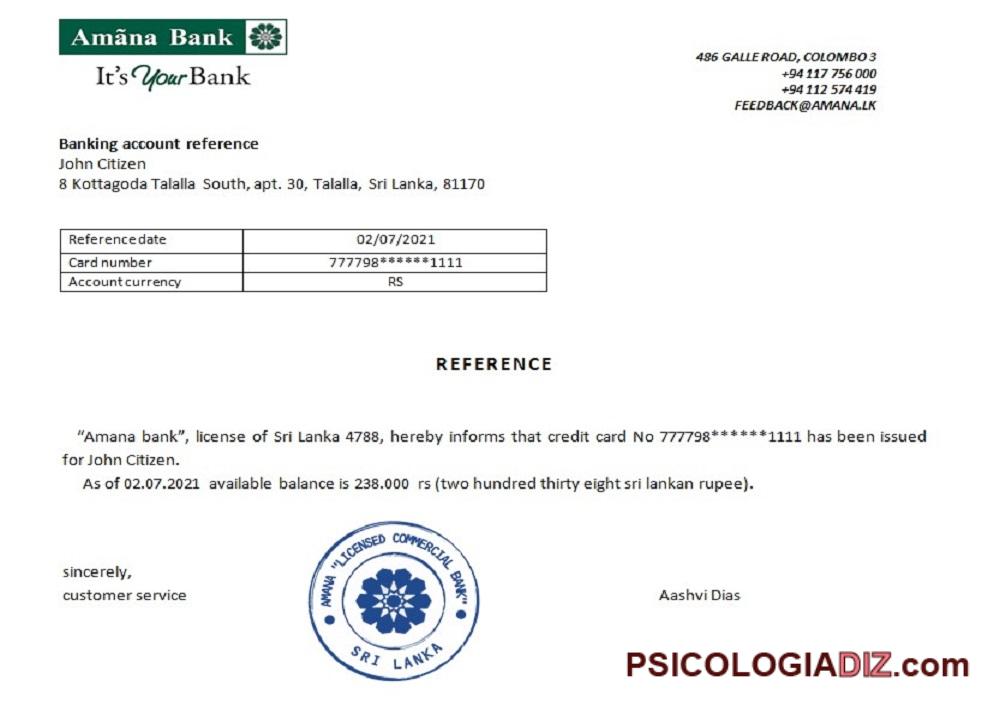 Amãna Bank
It's Your Bank
486 GALLE ROAD, COLOMBO 3
+94 117 756 000
+94 112 574 419
FEEDBACK@AMANA.LK
Banking account reference
John Citizen
8 Kottagoda Talalla South, apt. 30, Talalla, Sri Lanka, 81170
Reference date 02/07/2021
Card number 777798******1111
Account currency RS
REFERENCE
“Amana bank”, license of Sri Lanka 4788, hereby informs that credit card No 777798******1111 has been issued
for John Citizen.
As of 02.07.2021 available balance is 238.000 rs (two hundred thirty eight sri lankan rupee).
sincerely,
customer service
AMANA "LICENSED COMMERCIAL BANK"
SRI LANKA
Aashvi Dias
PSICOLOGIADIZ.com